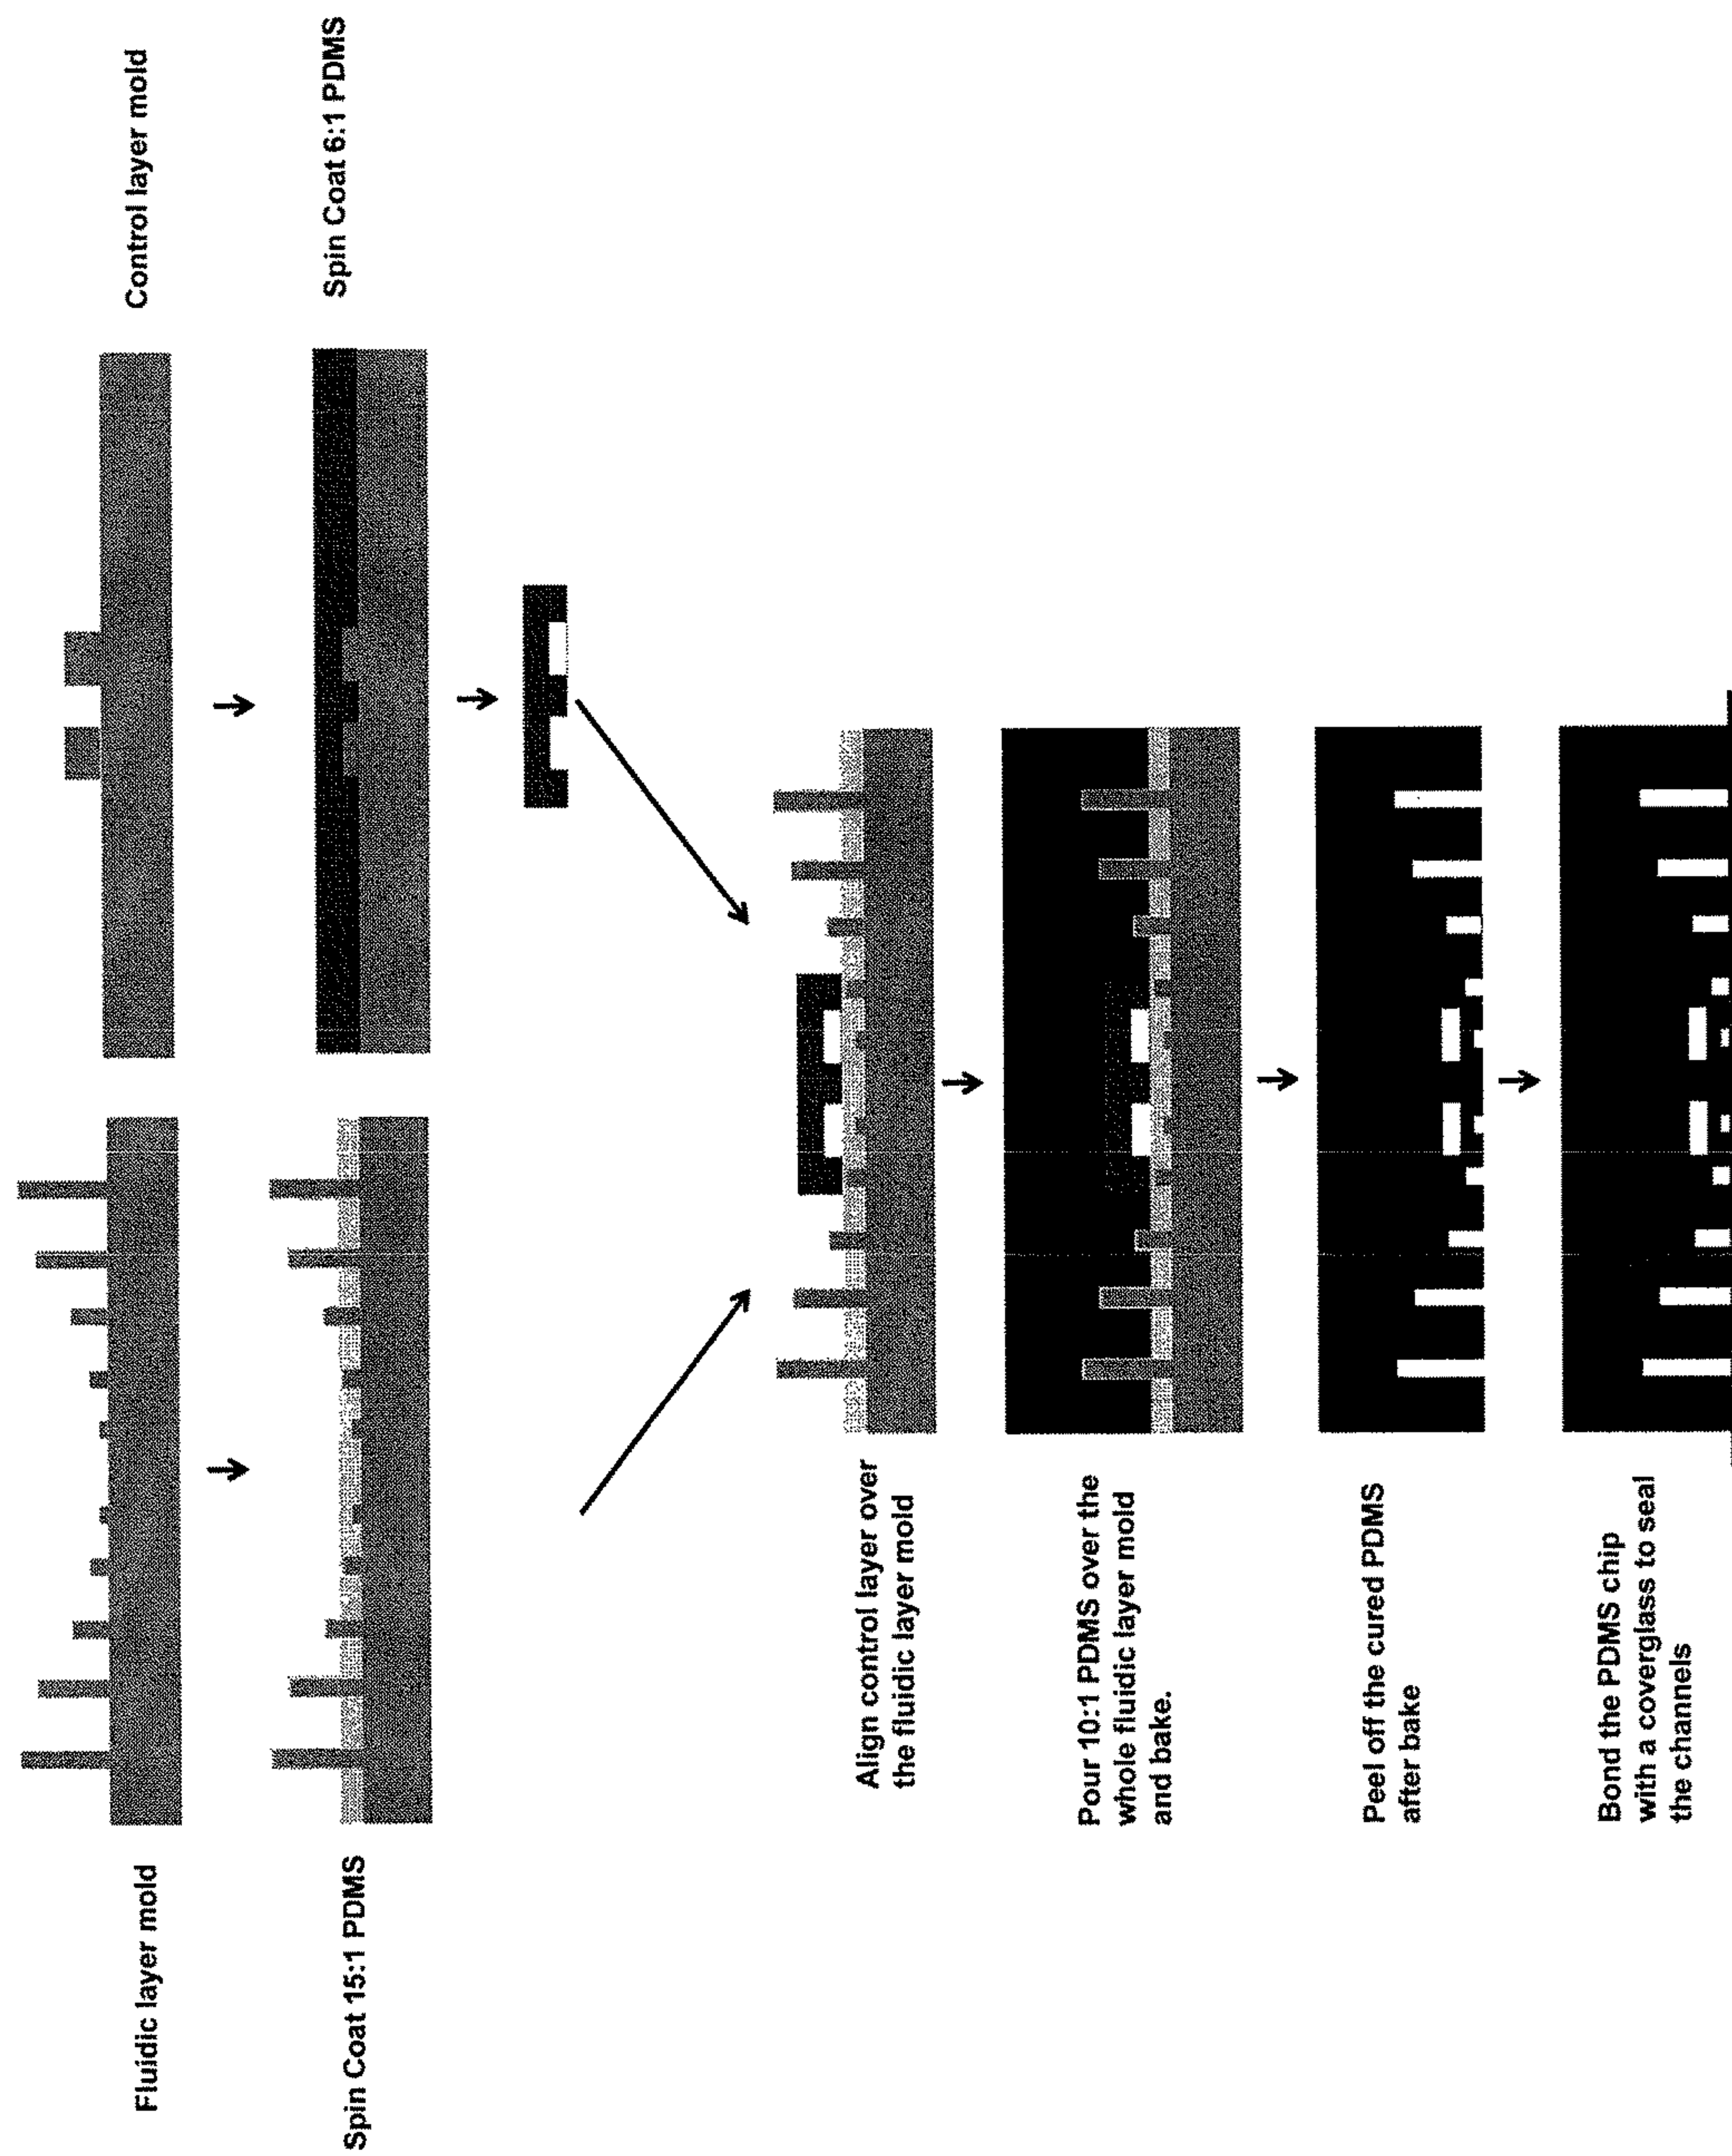 Fluidic layer mold
Control layer mold
Spin Coat 15:1 PDMS
Spin Coat 6:1 PDMS
Align control layer over
the fluidic layer mold
Pour 10:1 PDMS over the
whole fluidic layer mold
and bake.
Peel off the cured PDMS
after bake
Bond the PDMS chip
with a coverglass to seal
the channels